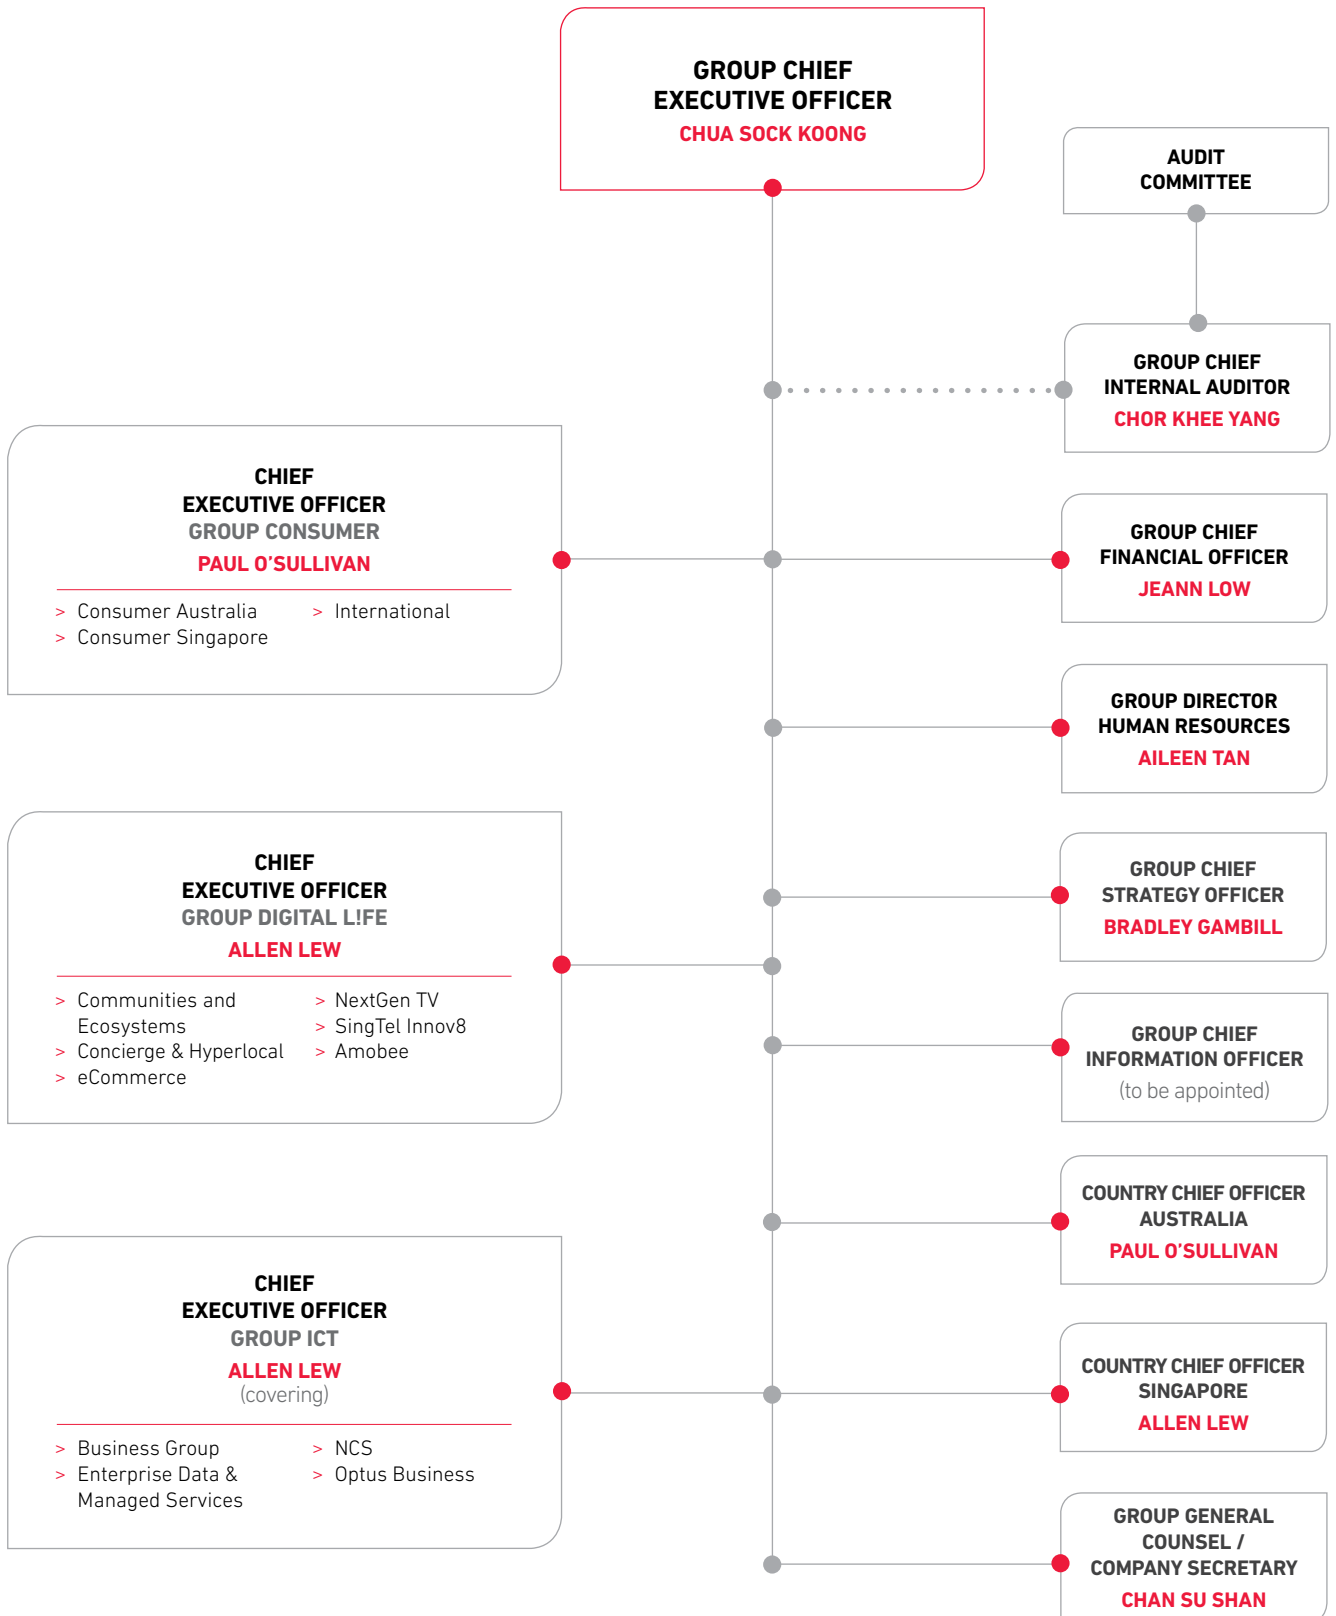 GROUP CHIEF
EXECUTIVE OFFICER
CHUA SOCK KOONG
AUDIT
COMMITTEE
GROUP CHIEF
INTERNAL AUDITOR
CHOR KHEE YANG
CHIEF
EXECUTIVE OFFICER
GROUP CONSUMER
PAUL O'SULLIVAN
> Consumer Australia
> Consumer Singapore
> International
GROUP CHIEF
FINANCIAL OFFICER
JEANN LOW
GROUP DIRECTOR
HUMAN RESOURCES
AILEEN TAN
CHIEF
EXECUTIVE OFFICER
GROUP DIGITAL L!FE
ALLEN LEW
> Communities and
Ecosystems
> Concierge & Hyperlocal
> eCommerce
> NextGen TV
> SingTel Innov8
> Amobee
GROUP CHIEF
STRATEGY OFFICER
BRADLEY GAMBILL
GROUP CHIEF
INFORMATION OFFICER
(to be appointed)
COUNTRY CHIEF OFFICER
AUSTRALIA
PAUL O'SULLIVAN
CHIEF
EXECUTIVE OFFICER
GROUP ICT
ALLEN LEW
(covering)
> Business Group
> Enterprise Data &
Managed Services
> NCS
> Optus Business
COUNTRY CHIEF OFFICER
SINGAPORE
ALLEN LEW
GROUP GENERAL
COUNSEL /
COMPANY SECRETARY
CHAN SU SHAN